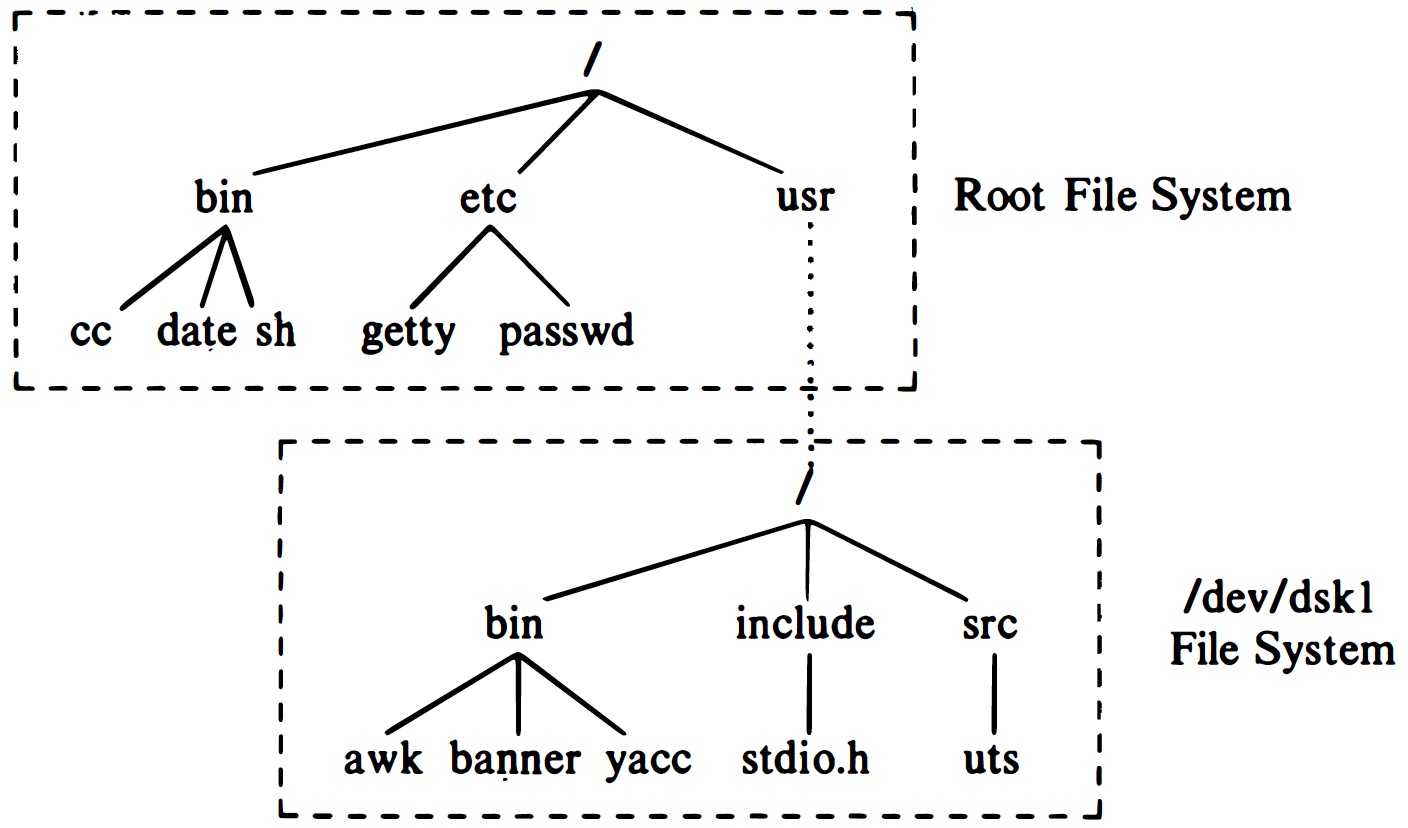 /
bin etc usr Root File System
cc date sh getty passwd
/
bin include src /dev/dsk1
File System
awk banner yacc stdio.h uts